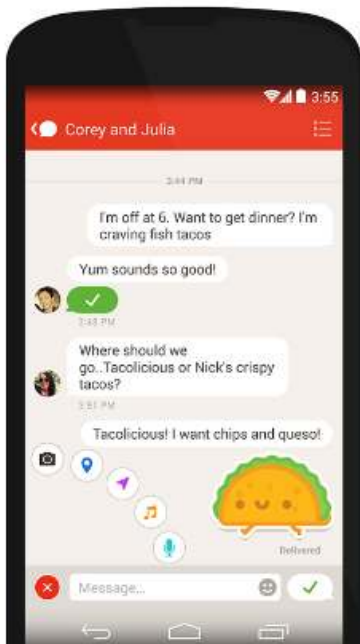 3:55
Corey and Julia
3:44 PM
I'm off at 6. Want to get dinner? I'm
craving fish tacos
Yum sounds so good!
3:48 PM
Where should we
go..Tacolicious or Nick's crispy
tacos?
3:51 PM
Tacolicious! I want chips and queso!
Delivered
Message...